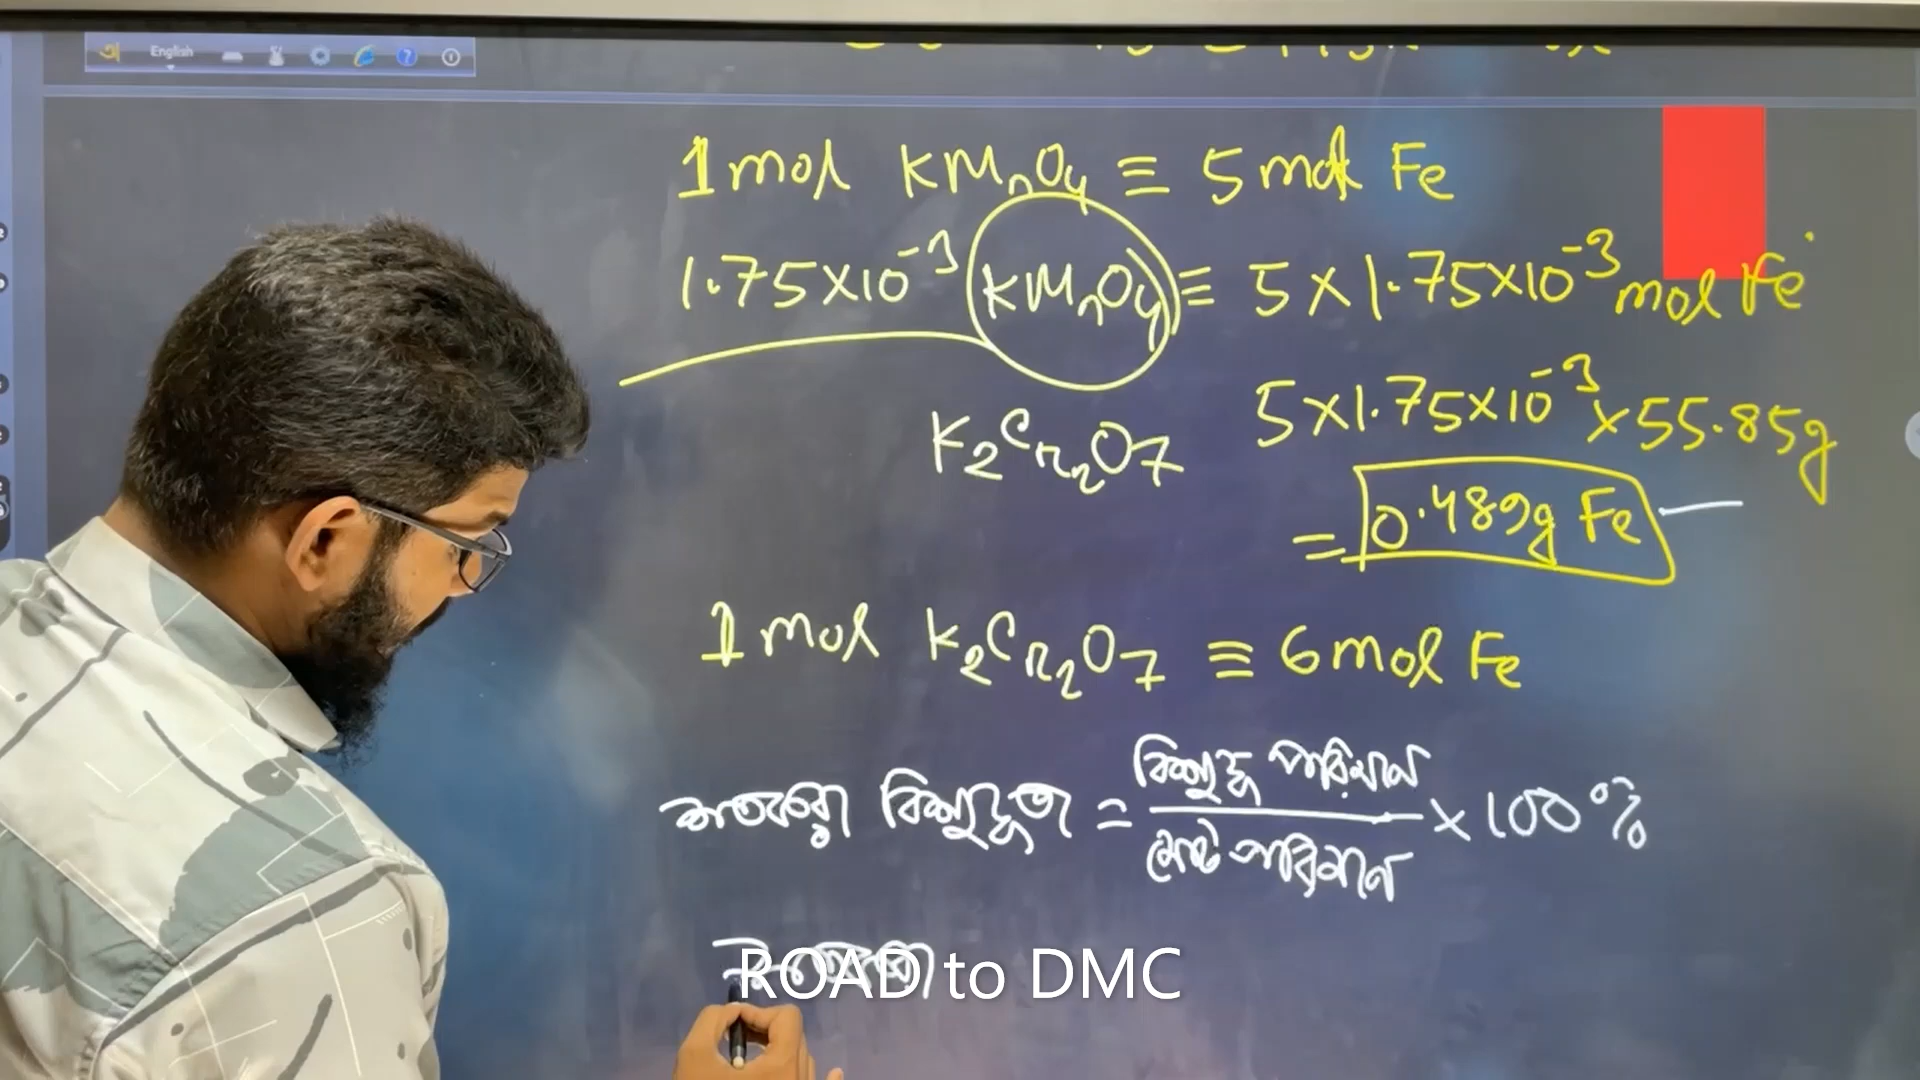 English
1 mol KMnO4 ≡ 5 mol Fe
1.75×10⁻³ KMnO4 ≡ 5×1.75×10⁻³ mol Fe
K2Cr2O7
5×1.75×10⁻³×55.85g
= 0.489g Fe
1 mol K2Cr2O7 ≡ 6 mol Fe
শতকরা বিশুদ্ধতা = বিশুদ্ধ পরিমান / মোট পরিমান × 100%
ROAD to DMC